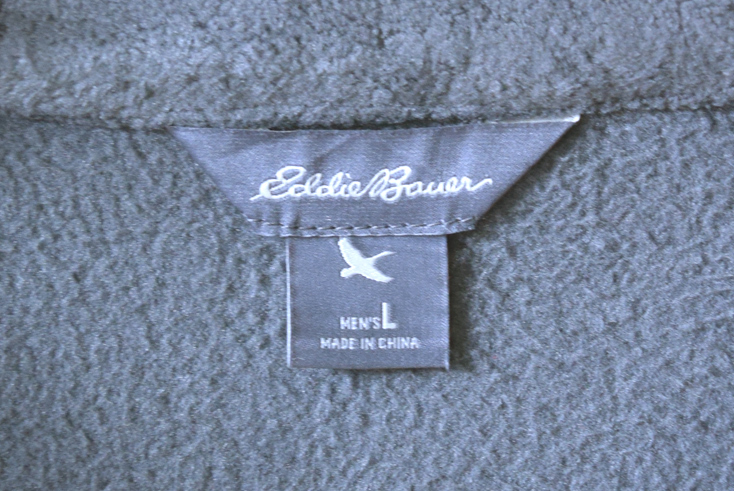 Eddie Bauer
MEN'S L
MADE IN CHINA